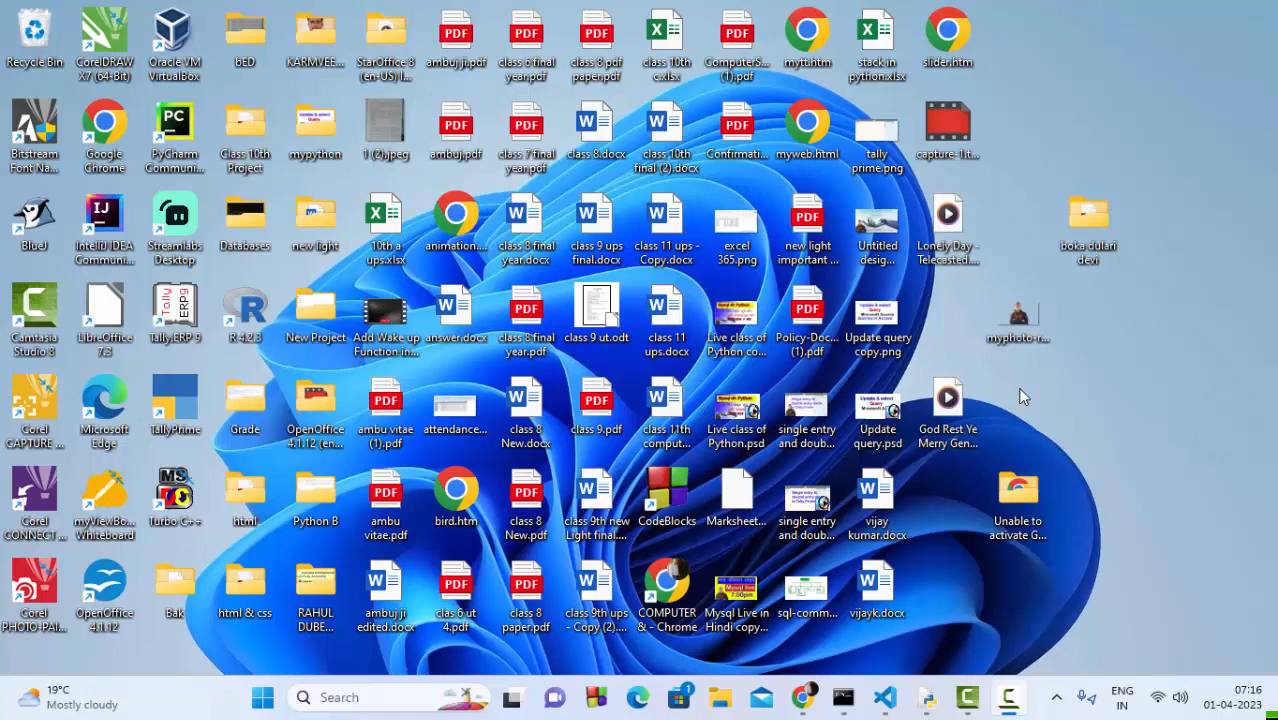 Recycle Bin
CorelDRAW
X7 (64-Bit)
Oracle VM
VirtualBox
bED
KARMVEE...
StarOffice 8
(en-US) I...
ambuj ji.pdf
class 6 final
year.pdf
class 8 pdf
paper.pdf
class 10th
c.xlsx
ComputerS...
(1).pdf
mytt.htm
stack in
python.xlsx
slider.htm
Bitstream
Font Na...
Google
Chrome
PyCharm
Communi...
Class 10th
Project
mypython
1 (2).jpeg
ambuj.pdf
class 7 final
year.pdf
class 8.docx
class 10th
final (2).docx
Confirmati...
myweb.html
tally
prime.png
capture-1.t...
BlueJ
IntelliJ IDEA
Communi...
Streamlabs
Desktop
Databases
new light
10th a
ups.xlsx
animation....
class 8 final
year.docx
class 9 ups
final.docx
class 11 ups -
Copy.docx
excel
365.png
new light
important ...
Untitled
desig...
Lonely Day -
Telecasted....
boka dulari
devi
Camtasia
Studio 8
LibreOffice
7.3
Tally.ERP 9
R 4.2.3
New Project
Add Wake up
Function in...
answer.docx
class 8 final
year.pdf
class 9 ut.odt
class 11
ups.docx
Live class of
Python co...
Policy-Doc...
(1).pdf
Update query
copy.png
myphoto-r...
Corel
CAPTURE ...
Microsoft
Edge
TallyPrime
Grade
OpenOffice
4.1.12 (en...
ambu vitae
(1).pdf
attendance...
class 8
New.docx
class 9.pdf
class 11th
comput...
Live class of
Python.psd
single entry
and doub...
Update
query.psd
God Rest Ye
Merry Gen...
Corel
CONNECT ...
myViewBo...
Whiteboard
Turbo C++
html
Python B
ambu
vitae.pdf
bird.htm
class 8
New.pdf
class 9th new
Light final....
CodeBlocks
Marksheet...
single entry
and doub...
vijay
kumar.docx
Unable to
activate G...
Corel
PHOTO-PAI...
OpenOffice
4.1.12
Bak
html & css
RAHUL
DUBE...
ambuj ji
edited.docx
clas 6 ut
4.pdf
class 8
paper.pdf
class 9th ups
- Copy (2)....
COMPUTER
& - Chrome
Mysql Live in
Hindi copy...
sql-comm...
vijayk.docx
19°C
Mostly cloudy
Search
ENG
IN
07:16
01-04-2023